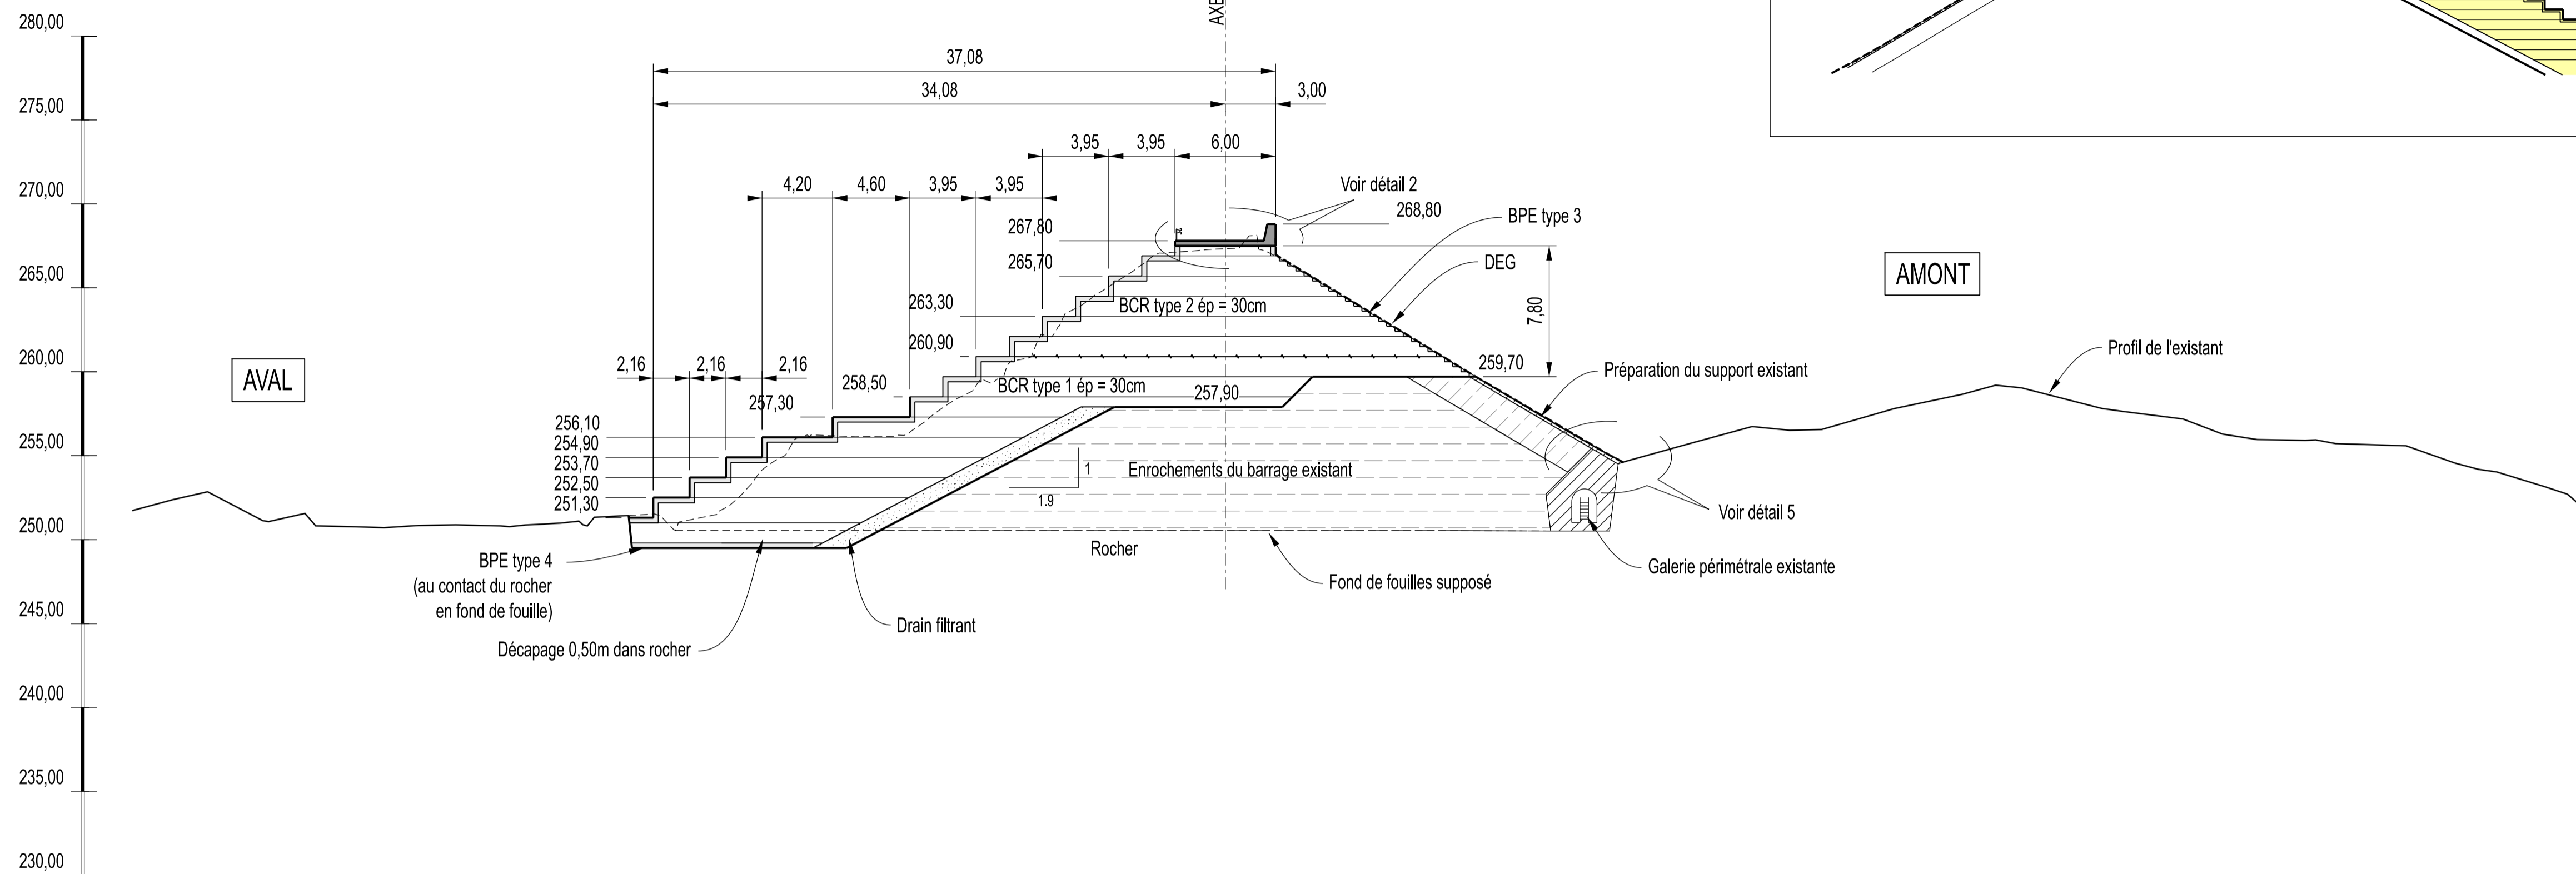 280,00
275,00
270,00
265,00
260,00
255,00
250,00
245,00
240,00
235,00
230,00
AXE
37,08
34,08
3,00
3,95
3,95
6,00
4,20
4,60
3,95
3,95
Voir détail 2
268,80
BPE type 3
267,80
DEG
265,70
AMONT
263,30
BCR type 2 ép = 30cm
7,80
260,90
Profil de l'existant
2,16
2,16
2,16
259,70
Préparation du support existant
AVAL
258,50
BCR type 1 ép = 30cm
257,90
257,30
256,10
254,90
253,70
252,50
251,30
1
1.9
Enrochements du barrage existant
Voir détail 5
Rocher
BPE type 4
(au contact du rocher
en fond de fouille)
Galerie périmétrale existante
Fond de fouilles supposé
Drain filtrant
Décapage 0,50m dans rocher